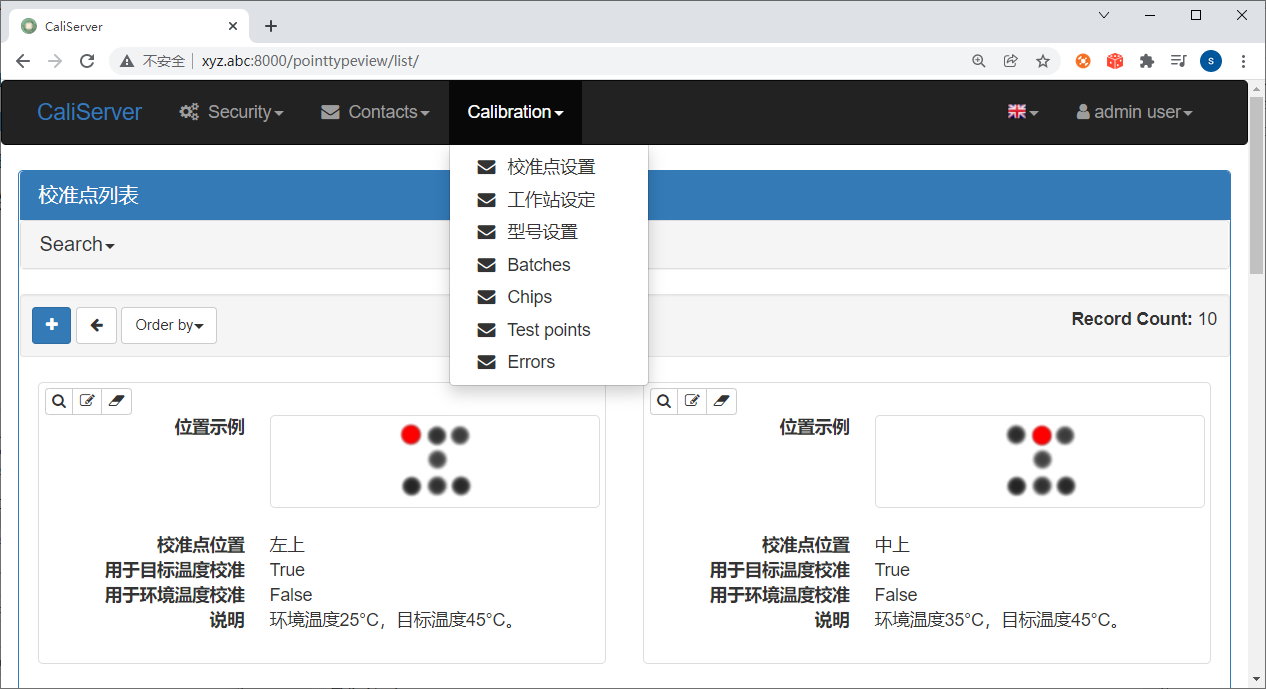 CaliServer
不安全 xyz.abc:8000/pointtypeview/list/
s
CaliServer Security Contacts Calibration admin user
校准点设置
工作站设定
型号设置
Batches
Chips
Test points
Errors
校准点列表
Search
Order by
Record Count: 10
位置示例
校准点位置 左上
用于目标温度校准 True
用于环境温度校准 False
说明 环境温度25°C，目标温度45°C。
位置示例
校准点位置 中上
用于目标温度校准 True
用于环境温度校准 False
说明 环境温度35°C，目标温度45°C。